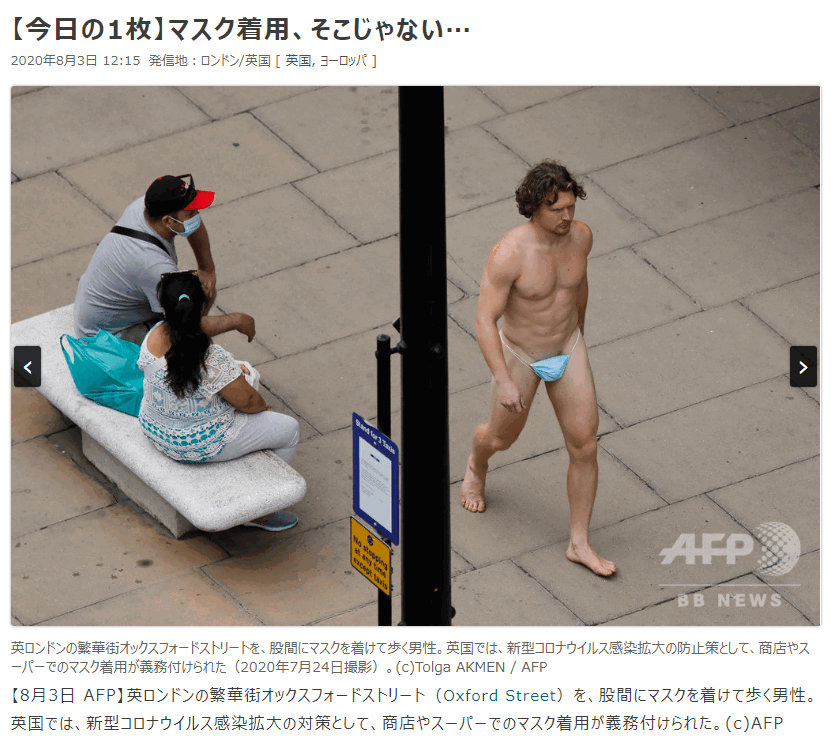 【今日の1枚】マスク着用、そこじゃない…
2020年8月3日 12:15 発信地：ロンドン/英国 [ 英国, ヨーロッパ ]
Stand for 3 Taxis
No stopping
at any time
except taxis
AFP
BB NEWS
英ロンドンの繁華街オックスフォードストリートを、股間にマスクを着けて歩く男性。英国では、新型コロナウイルス感染拡大の防止策として、商店やス
ーパーでのマスク着用が義務付けられた（2020年7月24日撮影）。(c)Tolga AKMEN / AFP
【8月3日 AFP】英ロンドンの繁華街オックスフォードストリート（Oxford Street）を、股間にマスクを着けて歩く男性。
英国では、新型コロナウイルス感染拡大の対策として、商店やスーパーでのマスク着用が義務付けられた。(c)AFP